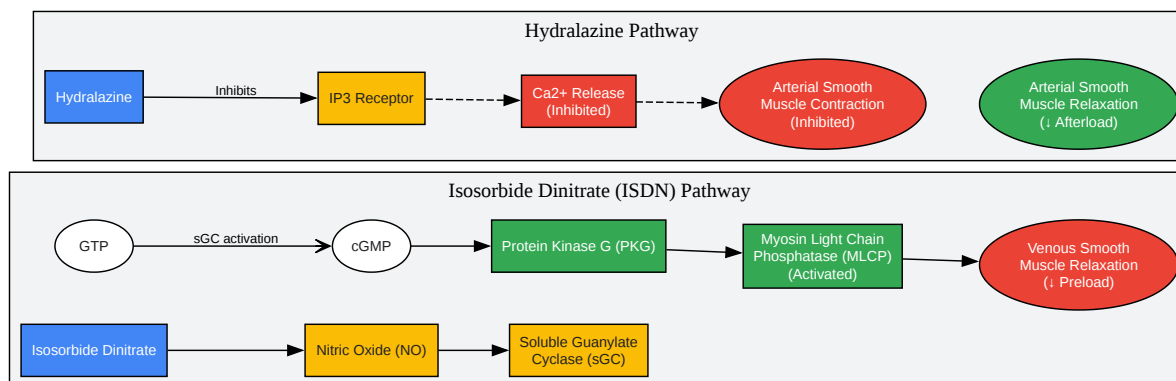 Hydralazine Pathway
Hydralazine
Inhibits
IP3 Receptor
Ca2+ Release
(Inhibited)
Arterial Smooth
Muscle Contraction
(Inhibited)
Arterial Smooth
Muscle Relaxation
(↓ Afterload)
Isosorbide Dinitrate (ISDN) Pathway
GTP
sGC activation
cGMP
Protein Kinase G (PKG)
Myosin Light Chain
Phosphatase (MLCP)
(Activated)
Venous Smooth
Muscle Relaxation
(↓ Preload)
Isosorbide Dinitrate
Nitric Oxide (NO)
Soluble Guanylate
Cyclase (sGC)